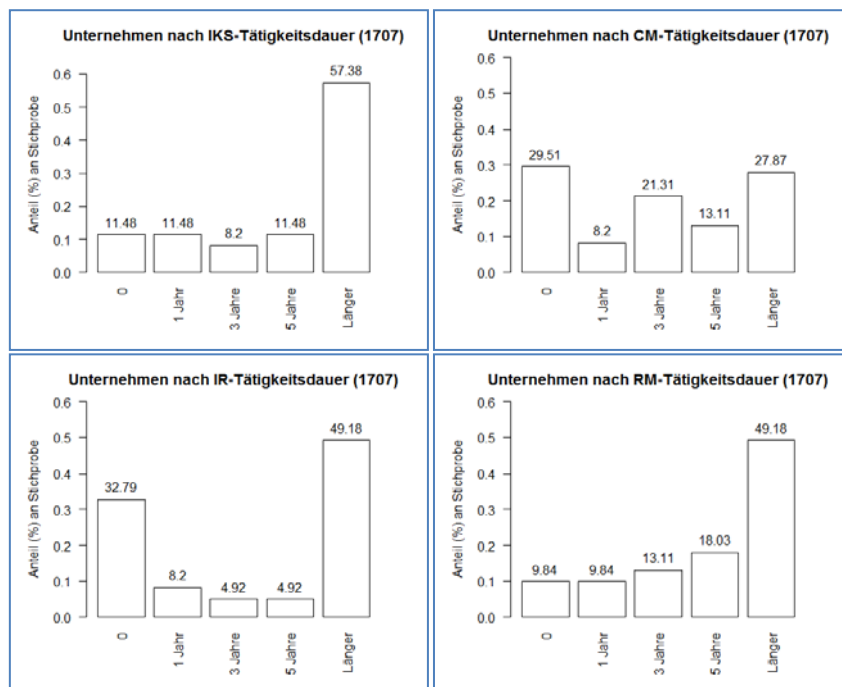 Unternehmen nach IKS-Tätigkeitsdauer (1707)
Anteil (%) an Stichprobe
0.6
0.5
0.4
0.3
0.2
0.1
0.0
11.48
11.48
8.2
11.48
57.38
0
1 Jahr
3 Jahre
5 Jahre
Länger
Unternehmen nach CM-Tätigkeitsdauer (1707)
Anteil (%) an Stichprobe
0.6
0.5
0.4
0.3
0.2
0.1
0.0
29.51
8.2
21.31
13.11
27.87
0
1 Jahr
3 Jahre
5 Jahre
Länger
Unternehmen nach IR-Tätigkeitsdauer (1707)
Anteil (%) an Stichprobe
0.6
0.5
0.4
0.3
0.2
0.1
0.0
32.79
8.2
4.92
4.92
49.18
0
1 Jahr
3 Jahre
5 Jahre
Länger
Unternehmen nach RM-Tätigkeitsdauer (1707)
Anteil (%) an Stichprobe
0.6
0.5
0.4
0.3
0.2
0.1
0.0
9.84
9.84
13.11
18.03
49.18
0
1 Jahr
3 Jahre
5 Jahre
Länger